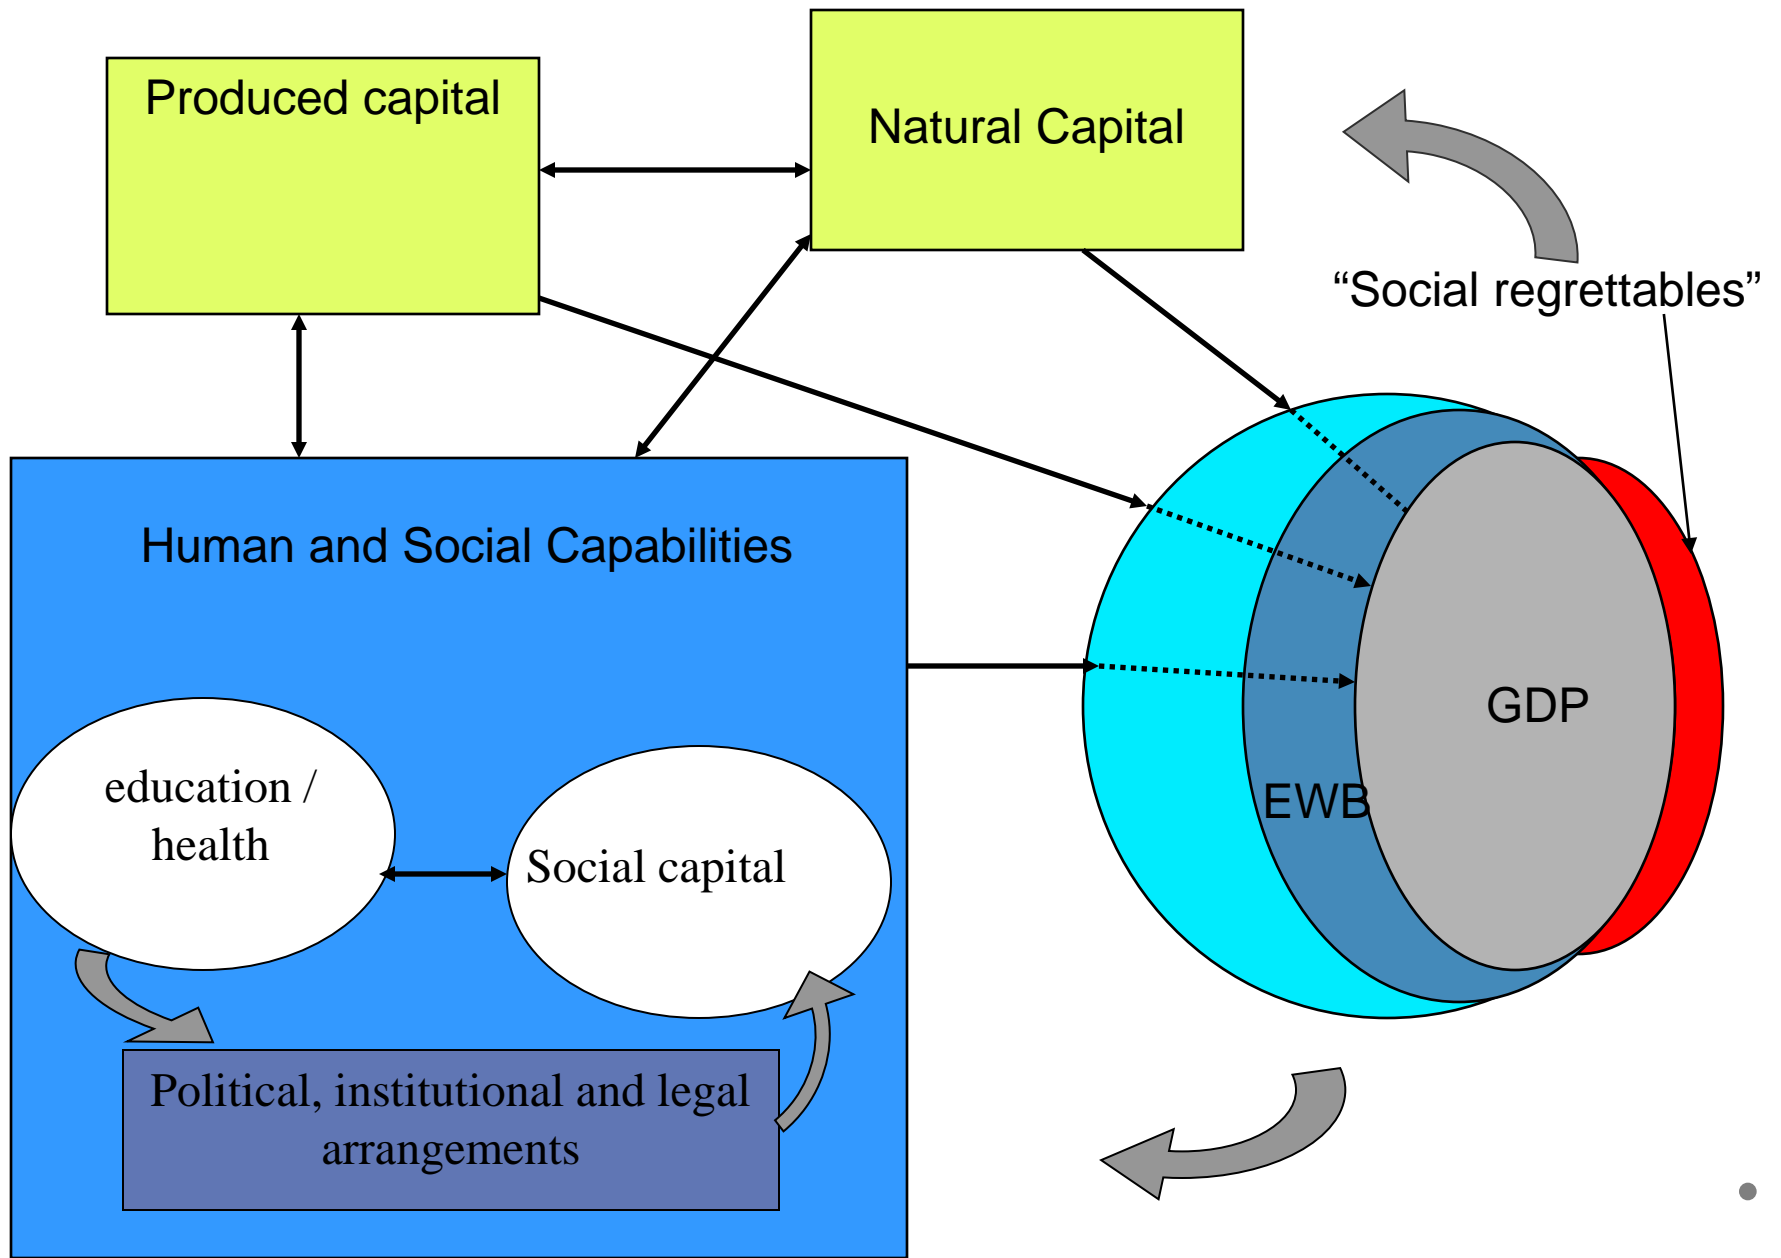 Produced capital
Natural Capital
“Social regrettables”
Human and Social Capabilities
GDP
EWB
education /
health
Social capital
Political, institutional and legal
arrangements